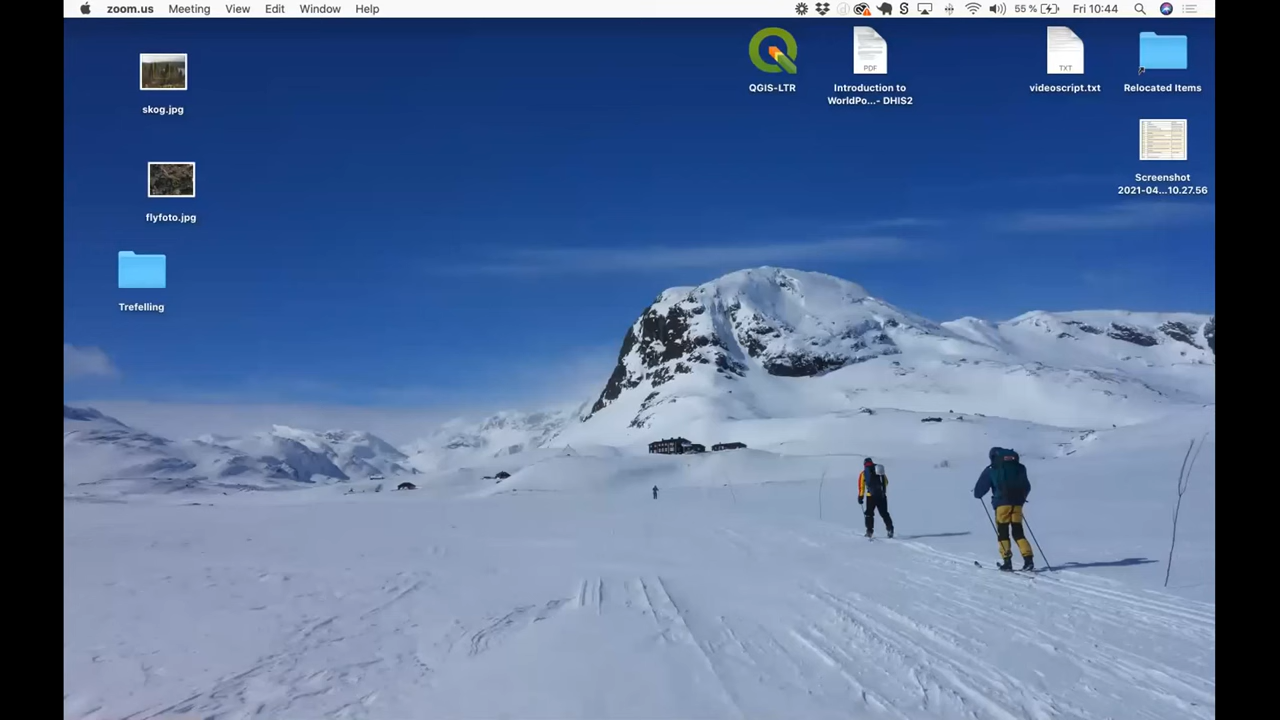 zoom.us Meeting View Edit Window Help 55 % Fri 10:44
skog.jpg
flyfoto.jpg
Trefelling
QGIS-LTR
PDF
Introduction to
WorldPo...- DHIS2
TXT
videoscript.txt
Relocated Items
Screenshot
2021-04...10.27.56